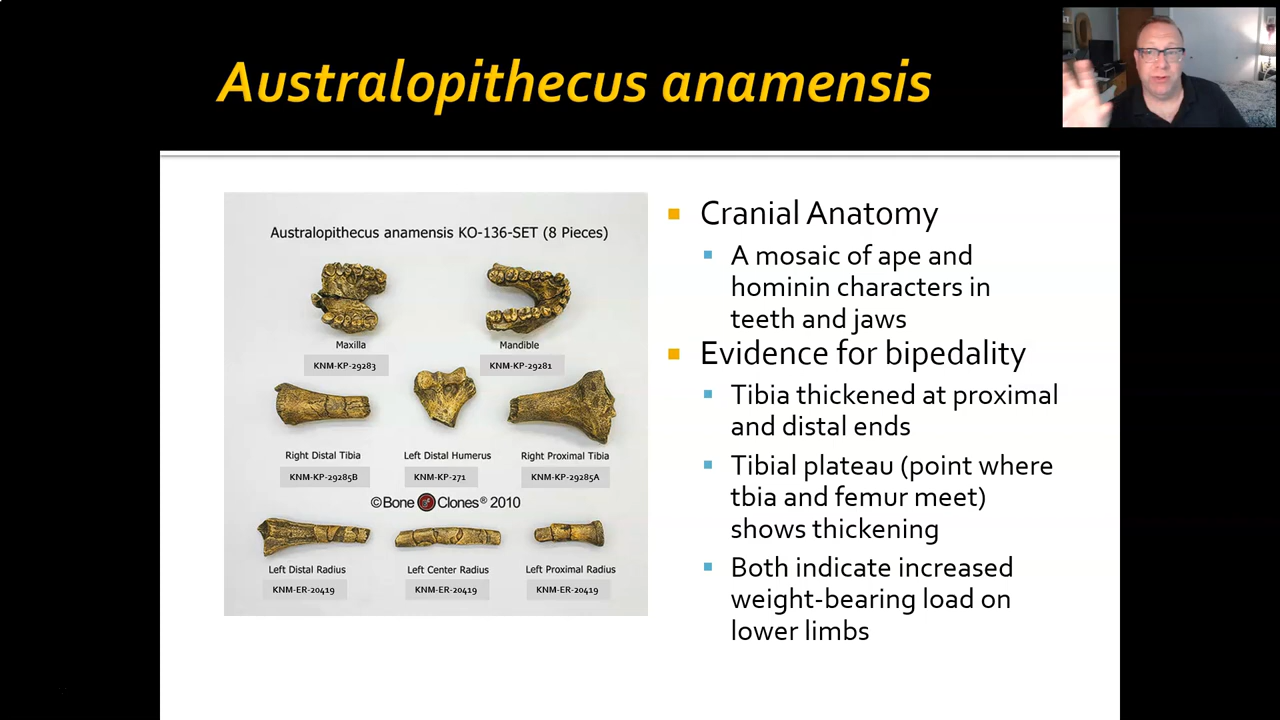 Australopithecus anamensis
Australopithecus anamensis KO-136-SET (8 Pieces)
Maxilla
Mandible
KNM-KP-29283
KNM-KP-29281
Right Distal Tibia
Left Distal Humerus
Right Proximal Tibia
KNM-KP-29285B
KNM-KP-271
KNM-KP-29285A
©Bone Clones® 2010
Left Distal Radius
Left Center Radius
Left Proximal Radius
KNM-ER-20419
KNM-ER-20419
KNM-ER-20419
Cranial Anatomy
A mosaic of ape and
hominin characters in
teeth and jaws
Evidence for bipedality
Tibia thickened at proximal
and distal ends
Tibial plateau (point where
tbia and femur meet)
shows thickening
Both indicate increased
weight-bearing load on
lower limbs